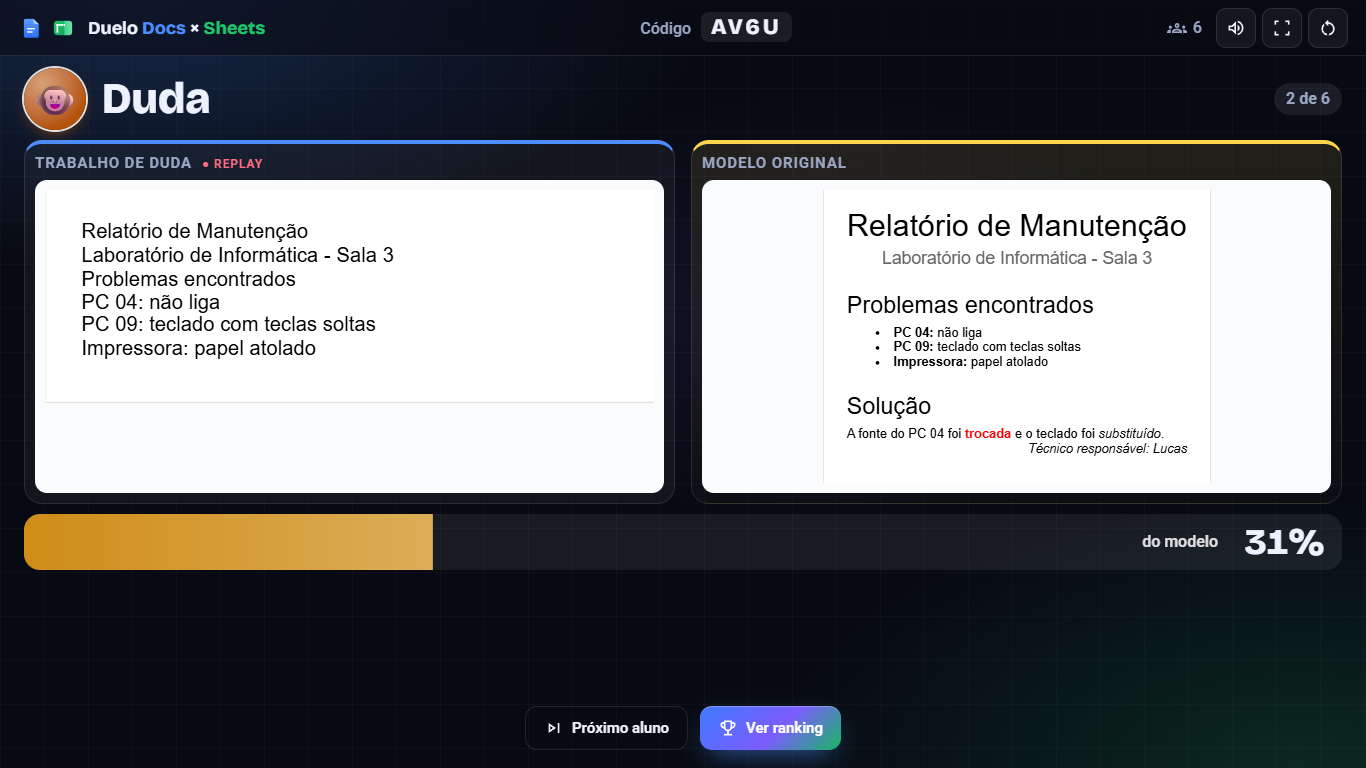 Duelo Docs × Sheets
Código AV6U
6
Duda
2 de 6
TRABALHO DE DUDA ● REPLAY
Relatório de Manutenção
Laboratório de Informática - Sala 3
Problemas encontrados
PC 04: não liga
PC 09: teclado com teclas soltas
Impressora: papel atolado
MODELO ORIGINAL
Relatório de Manutenção
Laboratório de Informática - Sala 3
Problemas encontrados
• PC 04: não liga
• PC 09: teclado com teclas soltas
• Impressora: papel atolado
Solução
A fonte do PC 04 foi trocada e o teclado foi substituído.
Técnico responsável: Lucas
do modelo 31%
Próximo aluno
Ver ranking